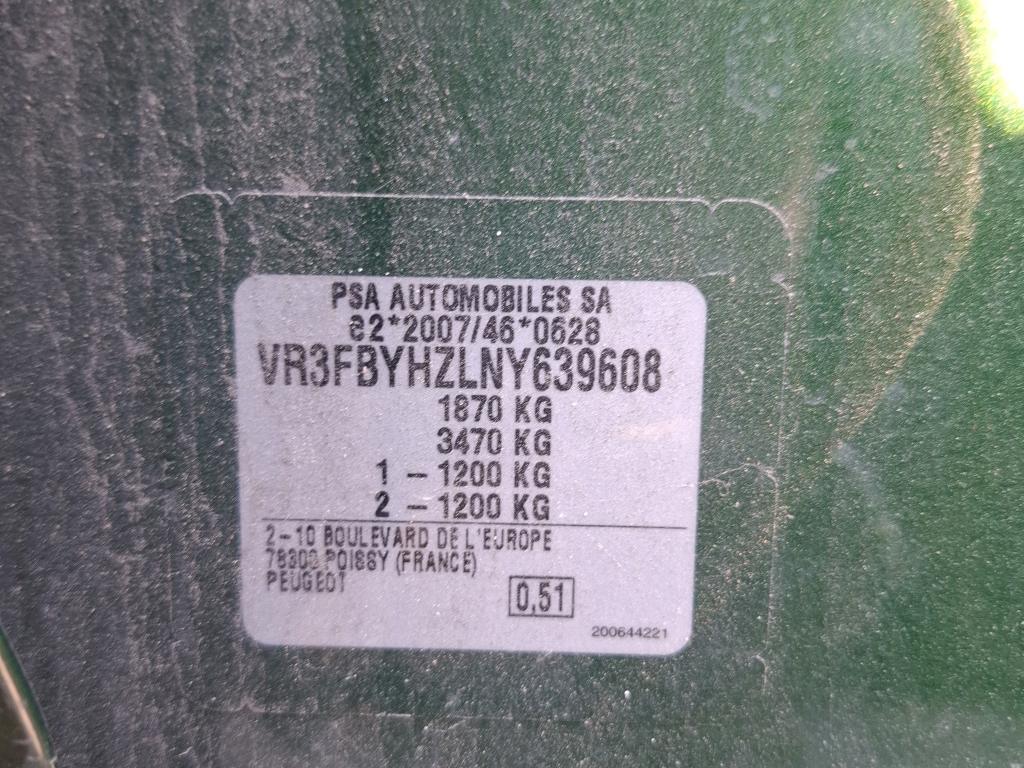 PSA AUTOMOBILES SA
e2*2007/46*0628
VR3FBYHZLNY639608
1870 KG
3470 KG
1 – 1200 KG
2 – 1200 KG
2 – 10 BOULEVARD DE L'EUROPE
78300 POISSY (FRANCE)
PEUGEOT
0,51
200644221